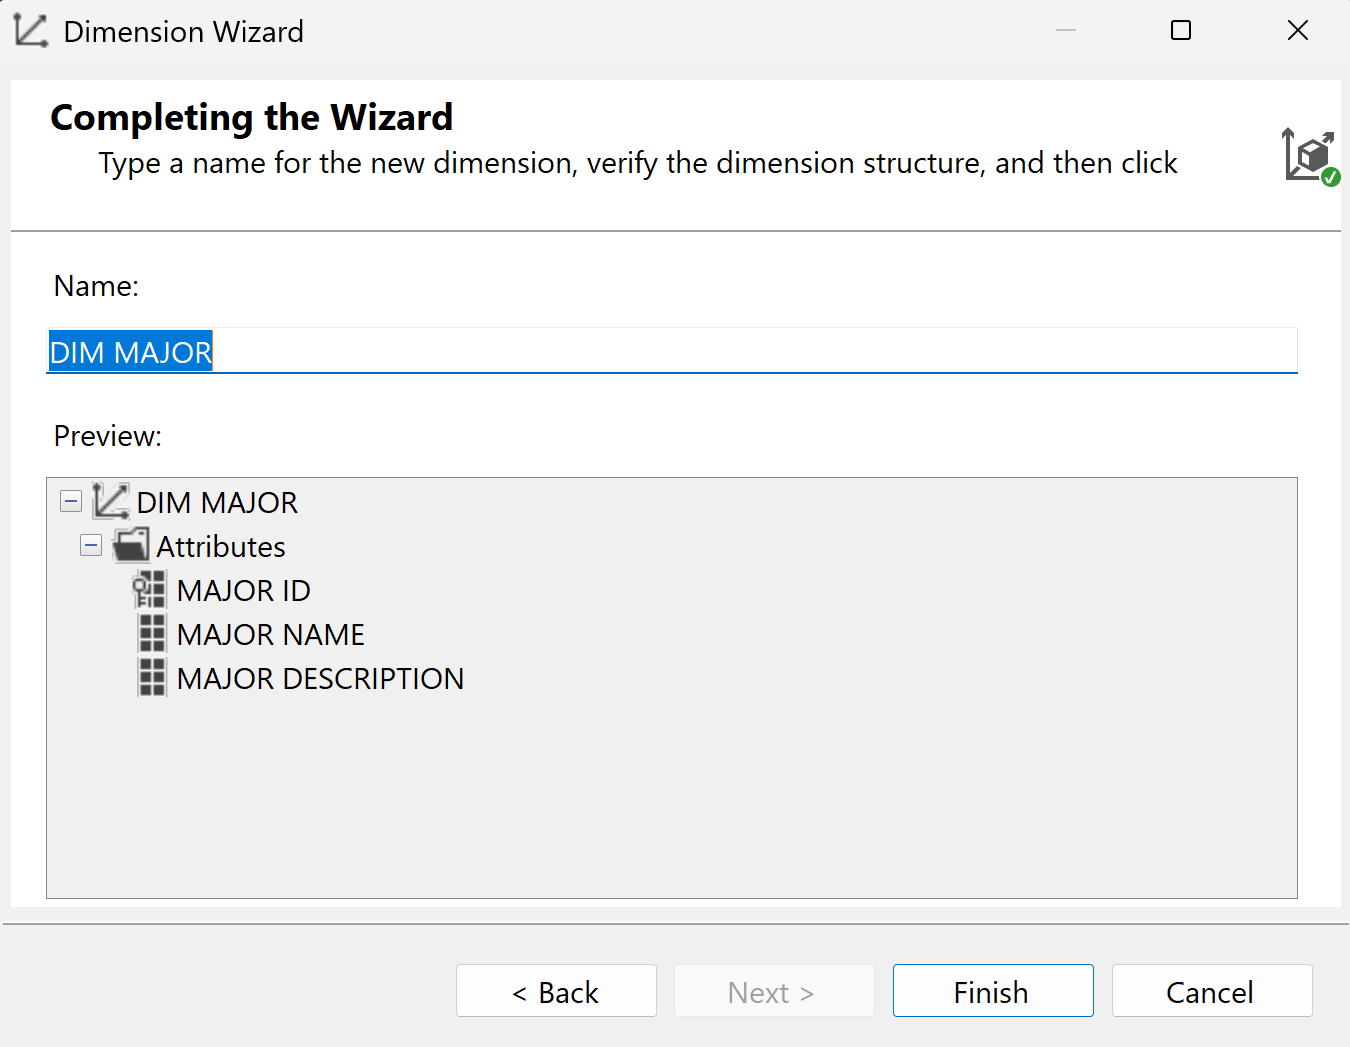 Dimension Wizard
Completing the Wizard
Type a name for the new dimension, verify the dimension structure, and then click
Name:
DIM MAJOR
Preview:
DIM MAJOR
Attributes
MAJOR ID
MAJOR NAME
MAJOR DESCRIPTION
< Back
Next >
Finish
Cancel